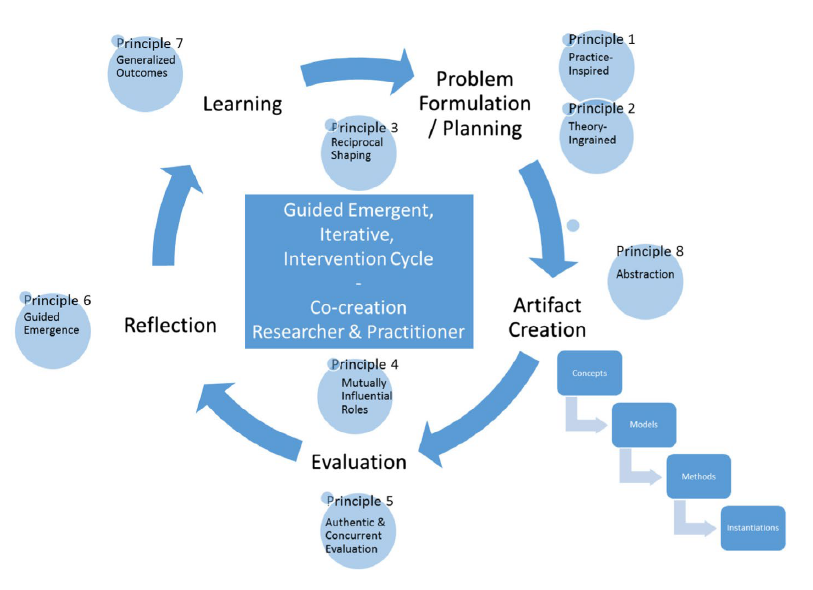 Principle 7
Generalized
Outcomes
Learning
Principle 1
Practice-
Inspired
Problem
Formulation
/ Planning
Principle 2
Theory-
Ingrained
Principle 3
Reciprocal
Shaping
Guided Emergent,
Iterative,
Intervention Cycle
-
Co-creation
Researcher & Practitioner
Principle 8
Abstraction
Principle 6
Guided
Emergence
Reflection
Artifact
Creation
Principle 4
Mutually
Influential
Roles
Concepts
Models
Methods
Instantiations
Evaluation
Principle 5
Authentic &
Concurrent
Evaluation